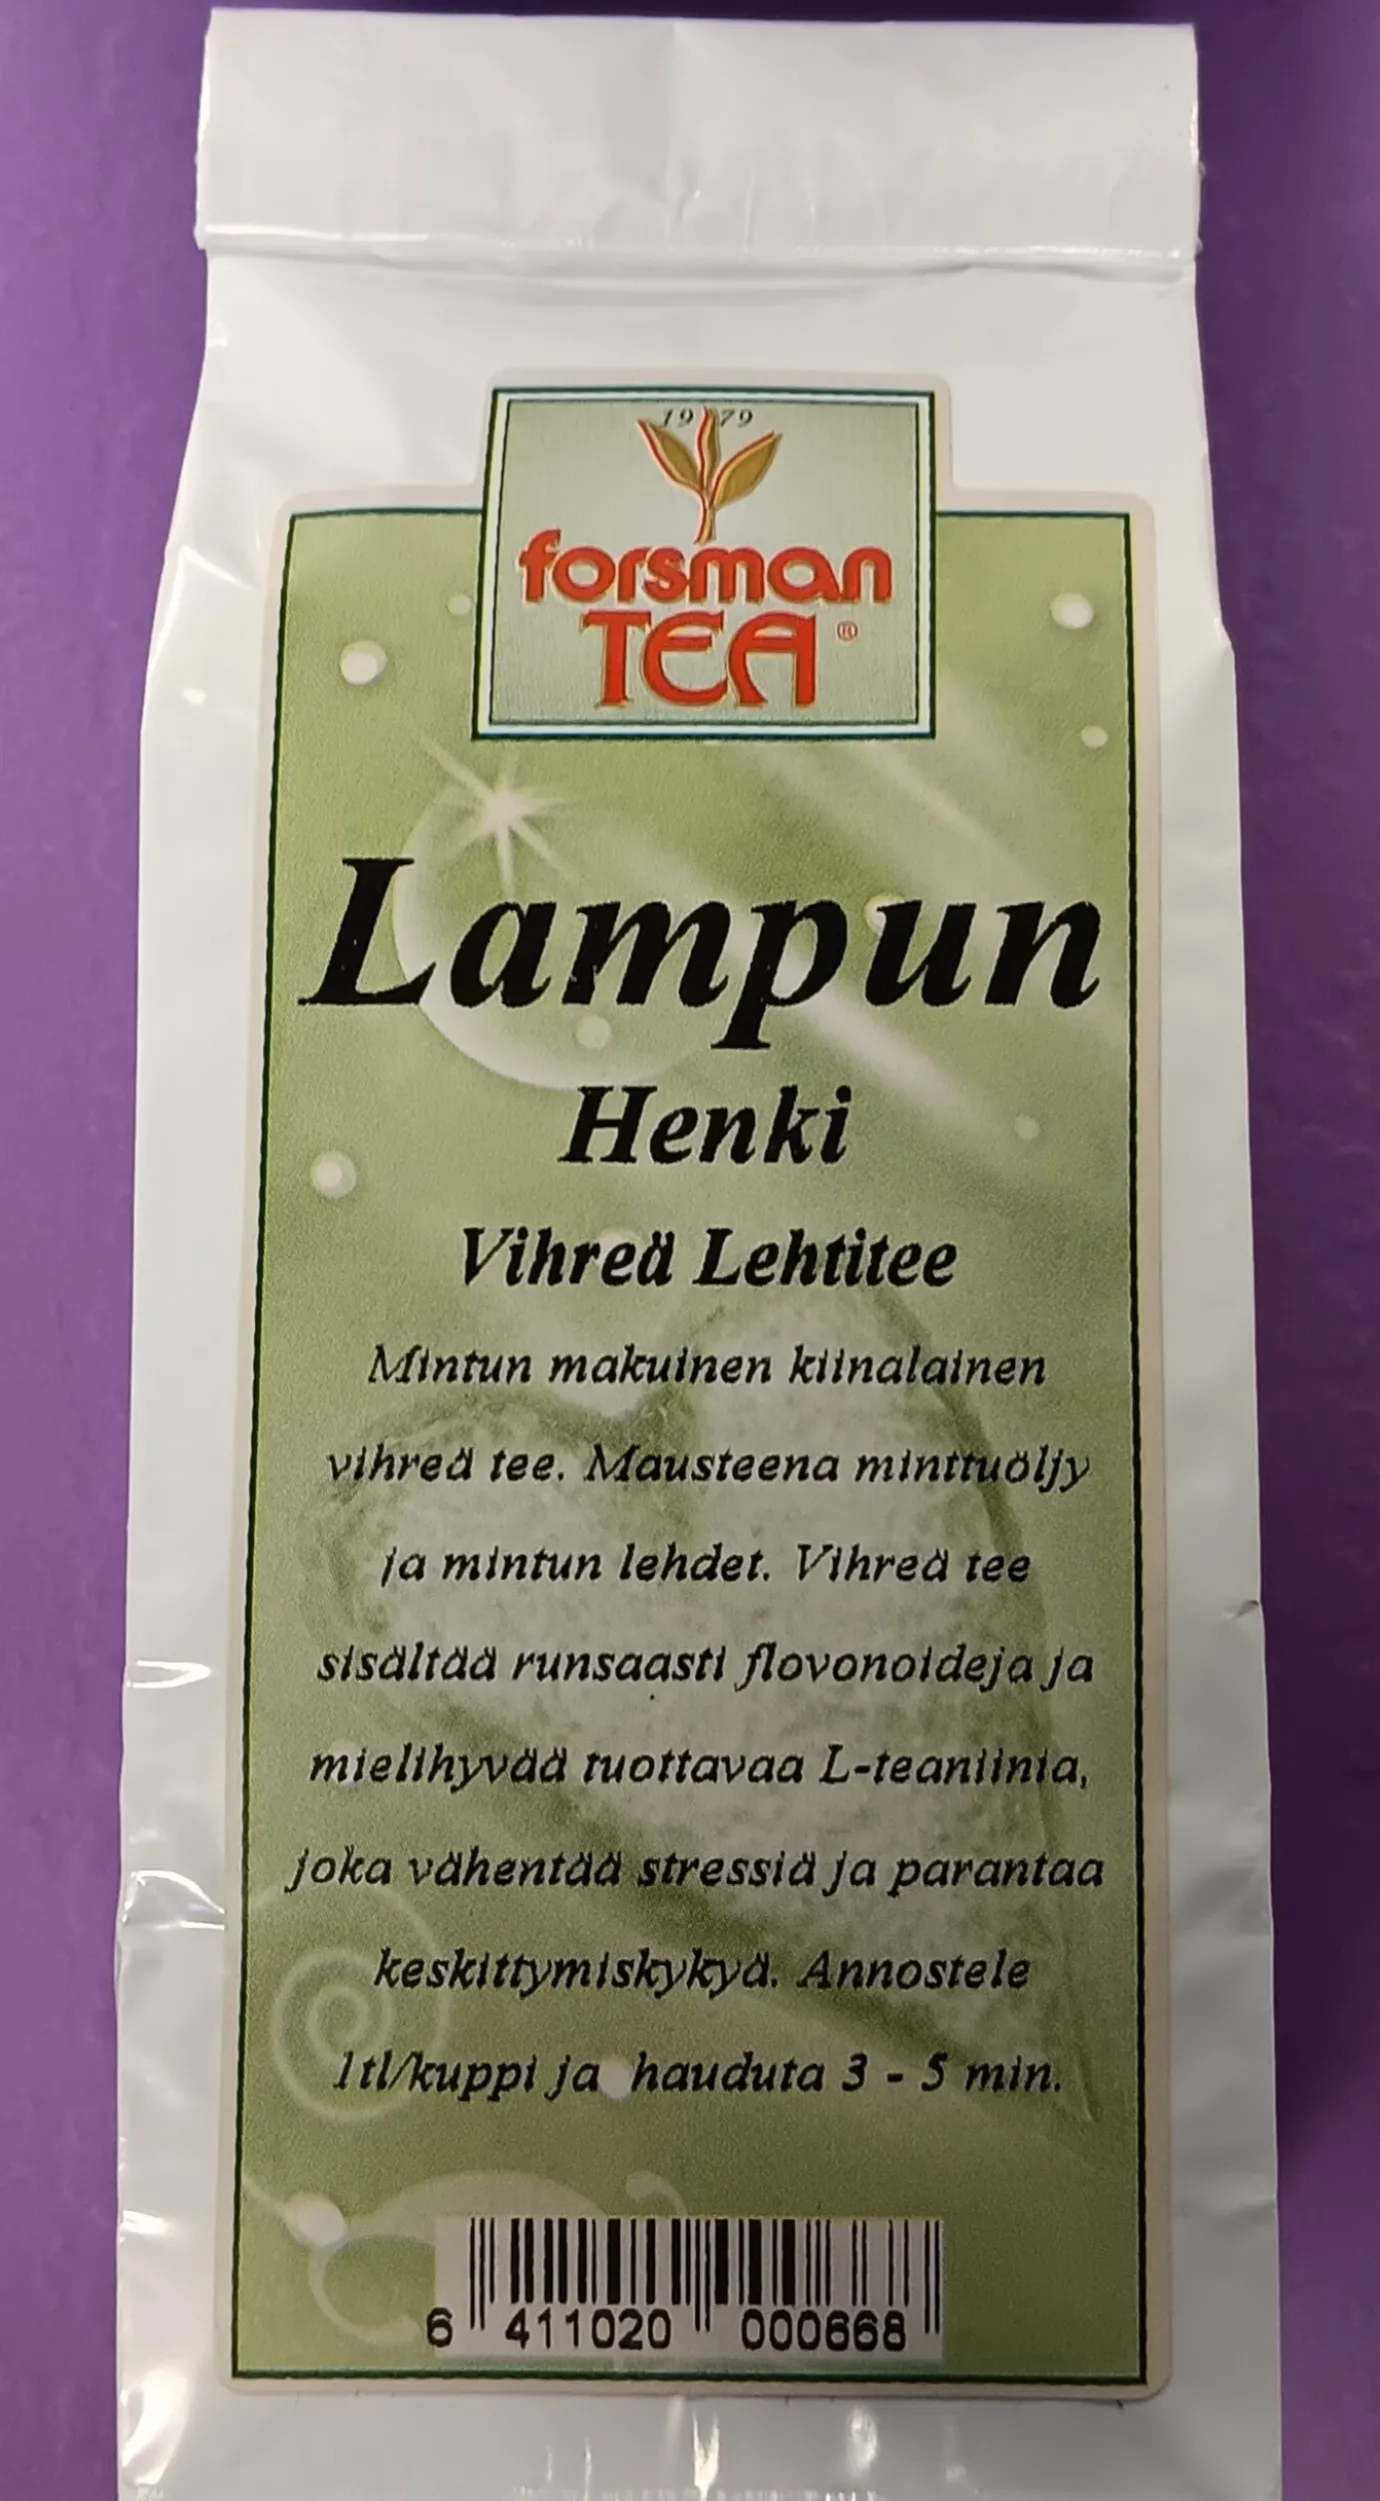 19 79
forsman
TEA®
Lampun
Henki
Vihreä Lehtitee
Mintun makuinen kiinalainen
vihreä tee. Mausteena minttuöljy
ja mintun lehdet. Vihreä tee
sisältää runsaasti flovonoideja ja
mielihyvää tuottavaa L-teaniinia,
joka vähentää stressiä ja parantaa
keskittymiskykyä. Annostele
1tl/kuppi ja hauduta 3 - 5 min.
6 411020 000668